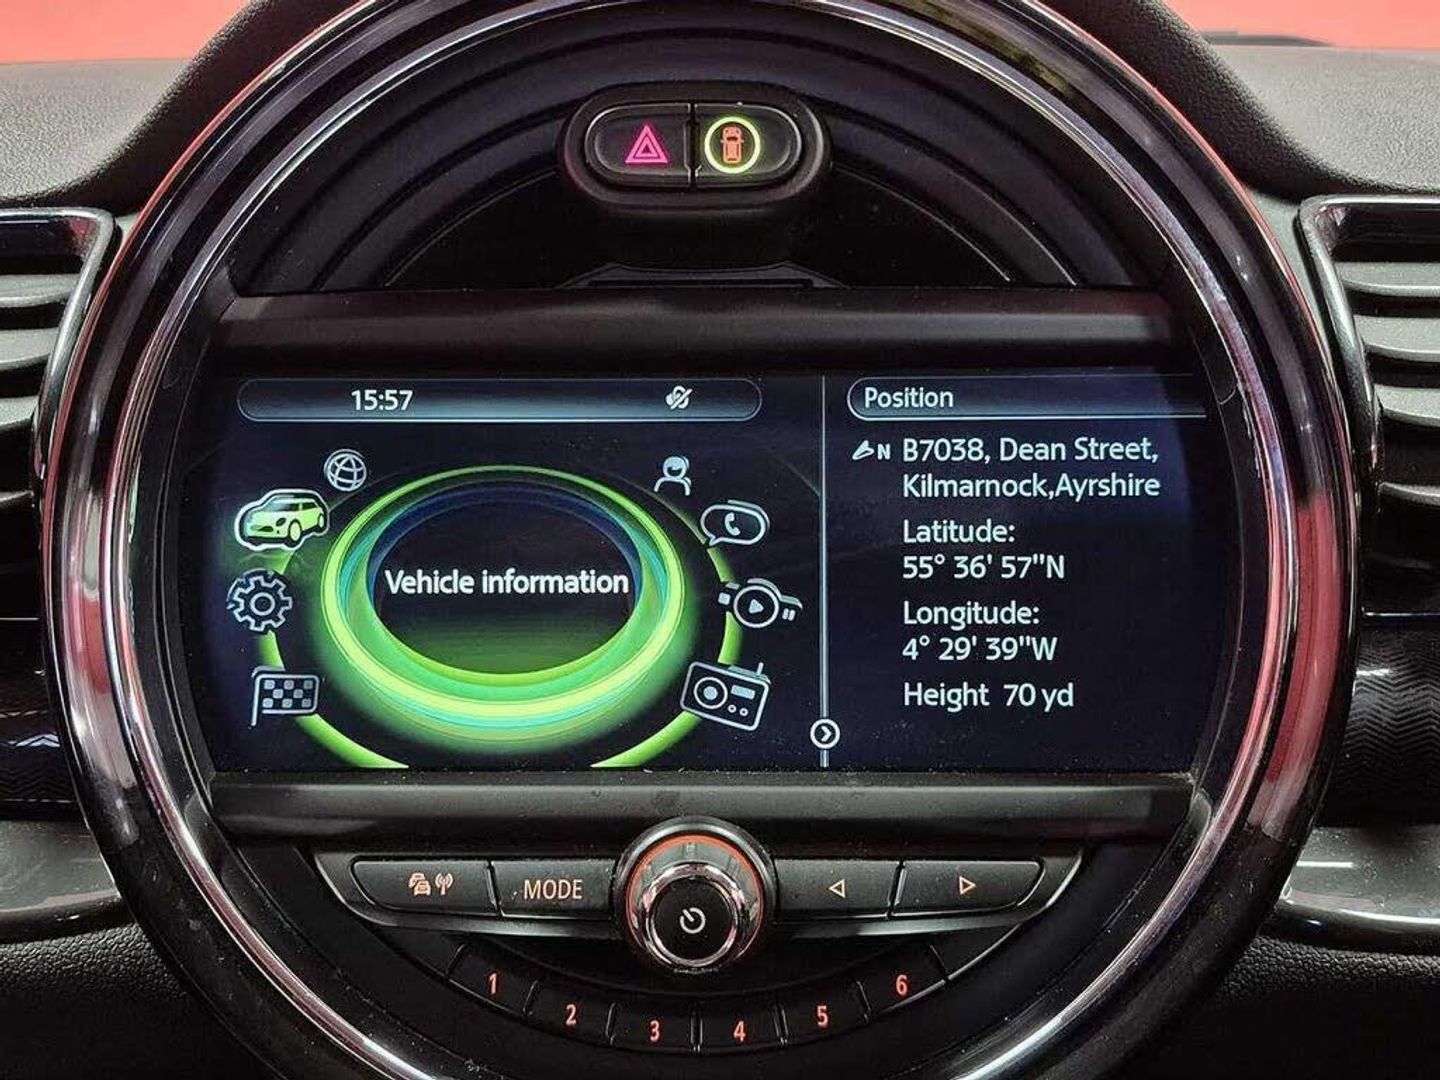 15:57
Vehicle information
Position
N B7038, Dean Street,
Kilmarnock,Ayrshire
Latitude:
55° 36' 57"N
Longitude:
4° 29' 39"W
Height 70 yd
MODE
1 2 3 4 5 6